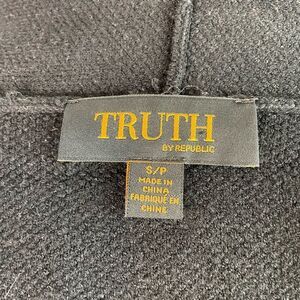 TRUTH
BY REPUBLIC
S/P
MADE IN
CHINA
FABRIQUÉ EN
CHINE